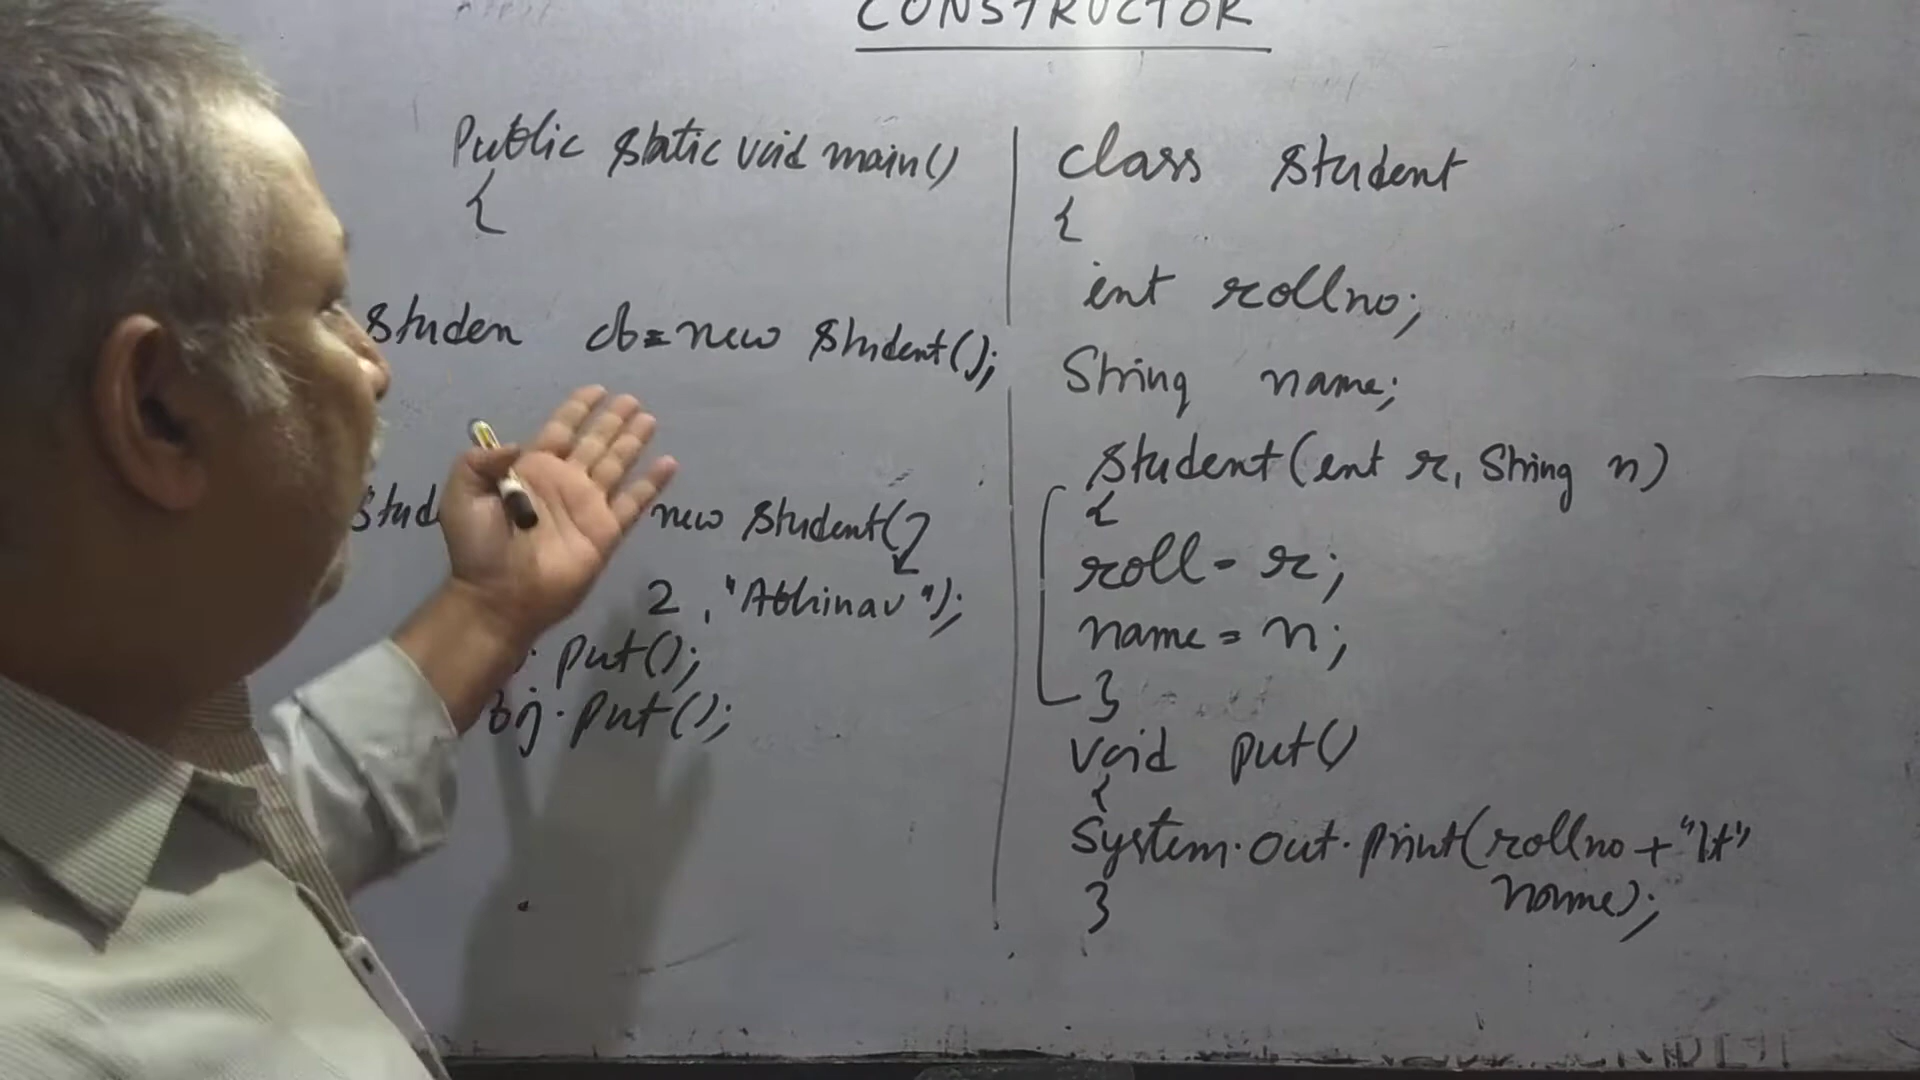 CONSTRUCTOR
Public static void main()
{
Studen ob=new Student();
Stude new Student(
2, "Abhinav");
put();
bj.put();
class Student
{
int rollno;
String name;
Student(int r, String n)
{
roll = r;
name = n;
}
void put()
{
System.out.print(rollno + "\t"
name);
}